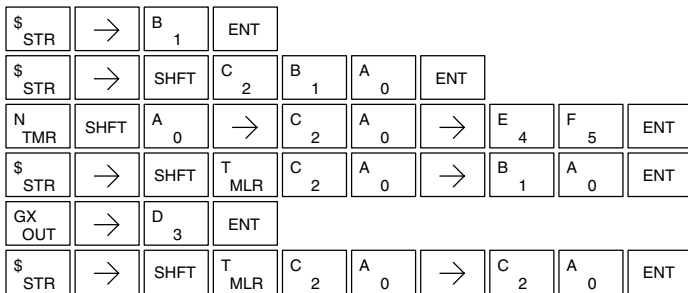 $ STR → B 1 ENT
$ STR → SHFT C 2 B 1 A 0 ENT
N TMR SHFT A 0 → C 2 A 0 → E 4 F 5 ENT
$ STR → SHFT T MLR C 2 A 0 → B 1 A 0 ENT
GX OUT → D 3 ENT
$ STR → SHFT T MLR C 2 A 0 → C 2 A 0 ENT